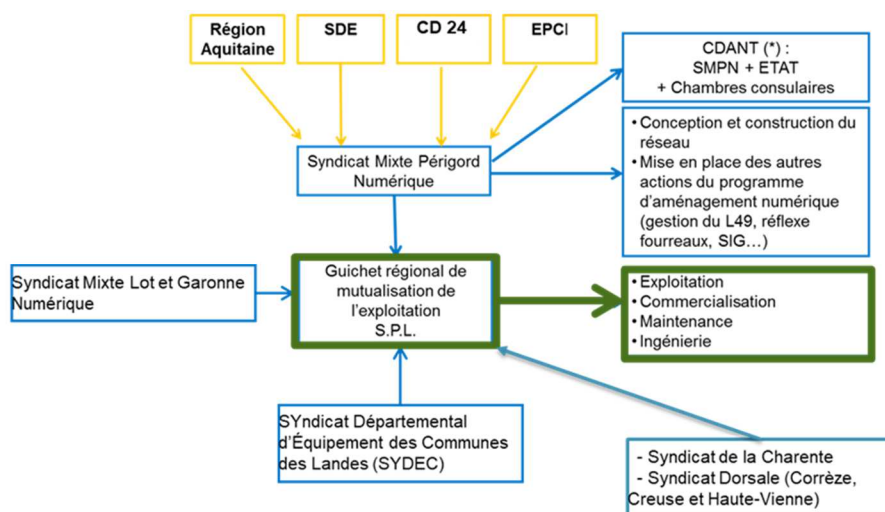 Région
Aquitaine
SDE
CD 24
EPCI
CDANT (*) :
SMPN + ETAT
+ Chambres consulaires
Syndicat Mixte Périgord
Numérique
• Conception et construction du
réseau
• Mise en place des autres
actions du programme
d'aménagement numérique
(gestion du L49, réflexe
fourreaux, SIG…)
Syndicat Mixte Lot et Garonne
Numérique
Guichet régional de
mutualisation de
l'exploitation
S.P.L.
• Exploitation
• Commercialisation
• Maintenance
• Ingénierie
SYndicat Départemental
d'Équipement des Communes
des Landes (SYDEC)
- Syndicat de la Charente
- Syndicat Dorsale (Corrèze,
Creuse et Haute-Vienne)